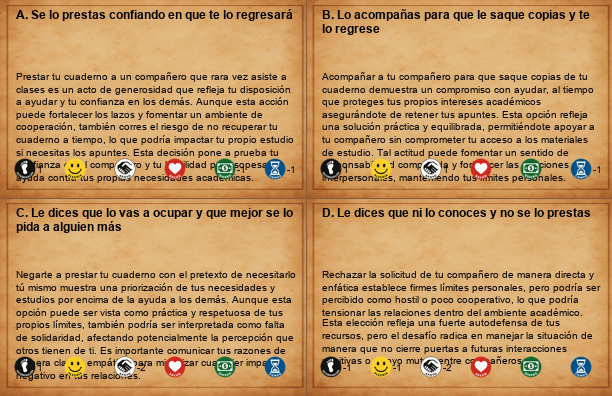 A. Se lo prestas confiando en que te lo regresará
Prestar tu cuaderno a un compañero que rara vez asiste a
clases es un acto de generosidad que refleja tu disposición
a ayudar y tu confianza en los demás. Aunque esta acción
puede fortalecer los lazos y fomentar un ambiente de
cooperación, también corres el riesgo de no recuperar tu
cuaderno a tiempo, lo que podría impactar tu propio estudio
si necesitas los apuntes. Esta decisión pone a prueba tu
ayuda contra tus propias necesidades académicas.
-1
B. Lo acompañas para que le saque copias y te
lo regrese
Acompañar a tu compañero para que saque copias de tu
cuaderno demuestra un compromiso con ayudar, al tiempo
que proteges tus propios intereses académicos
asegurándote de retener tus apuntes. Esta opción refleja
una solución práctica y equilibrada, permitiéndote apoyar a
tu compañero sin comprometer tu acceso a los materiales
de estudio. Tal actitud puede fomentar un sentido de
interpersonales, manteniendo tus límites personales.
-1
C. Le dices que lo vas a ocupar y que mejor se lo
pida a alguien más
Negarte a prestar tu cuaderno con el pretexto de necesitarlo
tú mismo muestra una priorización de tus necesidades y
estudios por encima de la ayuda a los demás. Aunque esta
opción puede ser vista como práctica y respetuosa de tus
propios límites, también podría ser interpretada como falta
de solidaridad, afectando potencialmente la percepción que
otros tienen de ti. Es importante comunicar tus razones de
-2
negativo en tus relaciones.
D. Le dices que ni lo conoces y no se lo prestas
Rechazar la solicitud de tu compañero de manera directa y
enfática establece firmes límites personales, pero podría ser
percibido como hostil o poco cooperativo, lo que podría
tensionar las relaciones dentro del ambiente académico.
Esta elección refleja una fuerte autodefensa de tus
recursos, pero el desafío radica en manejar la situación de
manera que no cierre puertas a futuras interacciones
-1 -1 -2